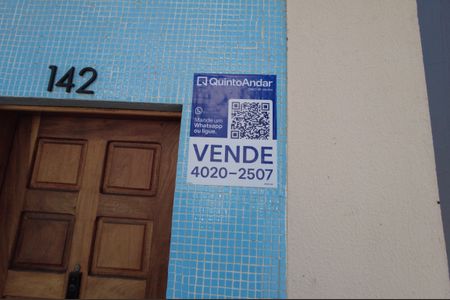 142
QuintoAndar
Mande um
Whatsapp
ou ligue.
VENDE
4020-2507